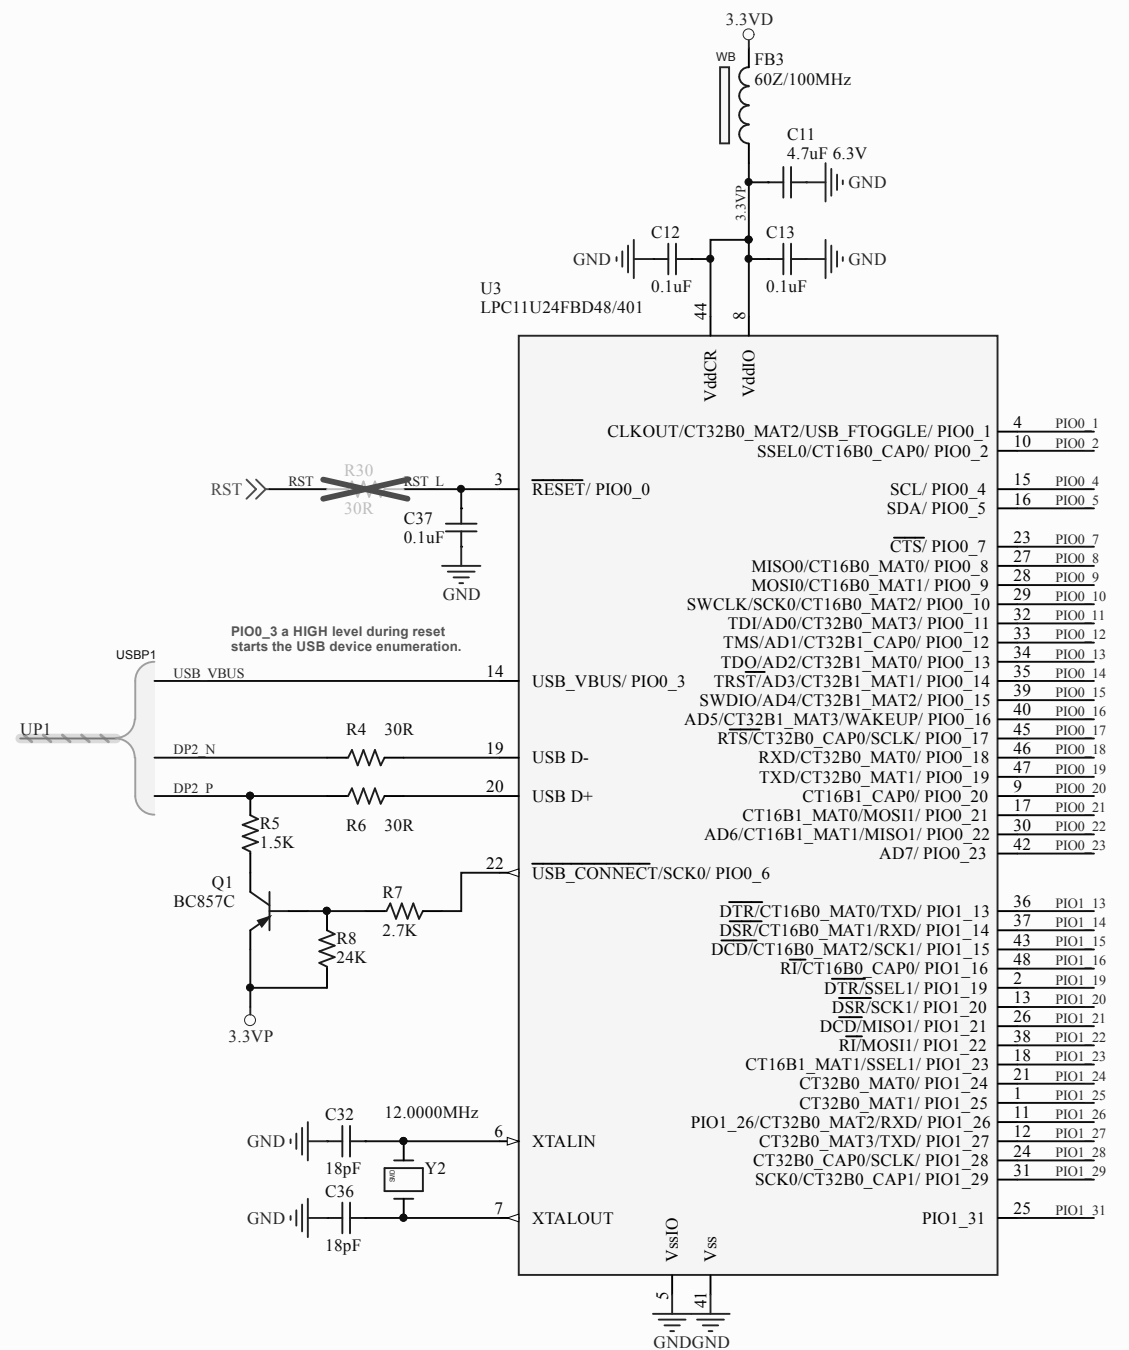 3.3VD
WB
FB3
60Z/100MHz
C11
4.7uF 6.3V
GND
3.3VP
C12
C13
GND
GND
0.1uF
0.1uF
U3
LPC11U24FBD48/401
44
8
VddCR
VddIO
CLKOUT/CT32B0_MAT2/USB_FTOGGLE/ PIO0_1 4 PIO0_1
SSEL0/CT16B0_CAP0/ PIO0_2 10 PIO0_2
RST RST R30 RST_L 3 RESET/ PIO0_0
30R
SCL/ PIO0_4 15 PIO0_4
SDA/ PIO0_5 16 PIO0_5
C37
0.1uF
GND
CTS/ PIO0_7 23 PIO0_7
MISO0/CT16B0_MAT0/ PIO0_8 27 PIO0_8
MOSI0/CT16B0_MAT1/ PIO0_9 28 PIO0_9
SWCLK/SCK0/CT16B0_MAT2/ PIO0_10 29 PIO0_10
TDI/AD0/CT32B0_MAT3/ PIO0_11 32 PIO0_11
TMS/AD1/CT32B1_CAP0/ PIO0_12 33 PIO0_12
TDO/AD2/CT32B1_MAT0/ PIO0_13 34 PIO0_13
TRST/AD3/CT32B1_MAT1/ PIO0_14 35 PIO0_14
SWDIO/AD4/CT32B1_MAT2/ PIO0_15 39 PIO0_15
AD5/CT32B1_MAT3/WAKEUP/ PIO0_16 40 PIO0_16
RTS/CT32B0_CAP0/SCLK/ PIO0_17 45 PIO0_17
RXD/CT32B0_MAT0/ PIO0_18 46 PIO0_18
TXD/CT32B0_MAT1/ PIO0_19 47 PIO0_19
CT16B1_CAP0/ PIO0_20 9 PIO0_20
CT16B1_MAT0/MOSI1/ PIO0_21 17 PIO0_21
AD6/CT16B1_MAT1/MISO1/ PIO0_22 30 PIO0_22
AD7/ PIO0_23 42 PIO0_23
PIO0_3 a HIGH level during reset
starts the USB device enumeration.
USBP1
USB_VBUS 14 USB_VBUS/ PIO0_3
UP1
R4 30R
DP2_N 19 USB D-
DP2_P 20 USB D+
R6 30R
R5
1.5K
22 USB_CONNECT/SCK0/ PIO0_6
Q1
BC857C
R7
2.7K
R8
24K
3.3VP
DTR/CT16B0_MAT0/TXD/ PIO1_13 36 PIO1_13
DSR/CT16B0_MAT1/RXD/ PIO1_14 37 PIO1_14
DCD/CT16B0_MAT2/SCK1/ PIO1_15 43 PIO1_15
RI/CT16B0_CAP0/ PIO1_16 48 PIO1_16
DTR/SSEL1/ PIO1_19 2 PIO1_19
DSR/SCK1/ PIO1_20 13 PIO1_20
DCD/MISO1/ PIO1_21 26 PIO1_21
RI/MOSI1/ PIO1_22 38 PIO1_22
CT16B1_MAT1/SSEL1/ PIO1_23 18 PIO1_23
CT32B0_MAT0/ PIO1_24 21 PIO1_24
CT32B0_MAT1/ PIO1_25 1 PIO1_25
PIO1_26/CT32B0_MAT2/RXD/ PIO1_26 11 PIO1_26
CT32B0_MAT3/TXD/ PIO1_27 12 PIO1_27
CT32B0_CAP0/SCLK/ PIO1_28 24 PIO1_28
SCK0/CT32B0_CAP1/ PIO1_29 31 PIO1_29
PIO1_31 25 PIO1_31
C32 12.0000MHz
GND 6 XTALIN
18pF
SMD Y2
C36
GND 7 XTALOUT
18pF
VssIO
Vss
5
41
GND GND